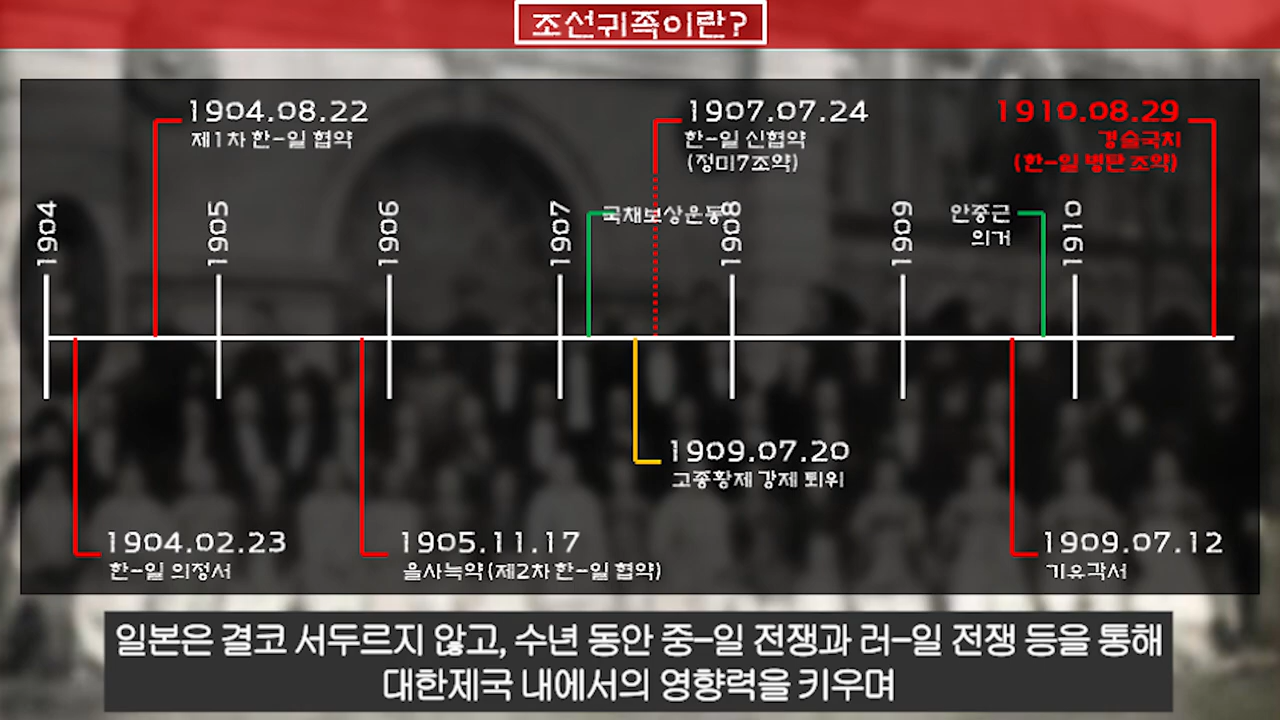 조선귀족이란?
1904.08.22
제1차 한-일 협약
1907.07.24
한-일 신협약
(정미7조약)
1910.08.29
경술국치
(한-일 병탄 조약)
1904
1905
1906
1907
국채보상운동
1908
1909
안중근
의거
1910
1909.07.20
고종황제 강제 퇴위
1904.02.23
한-일 의정서
1905.11.17
을사늑약(제2차 한-일 협약)
1909.07.12
기유각서
일본은 결코 서두르지 않고, 수년 동안 중-일 전쟁과 러-일 전쟁 등을 통해
대한제국 내에서의 영향력을 키우며